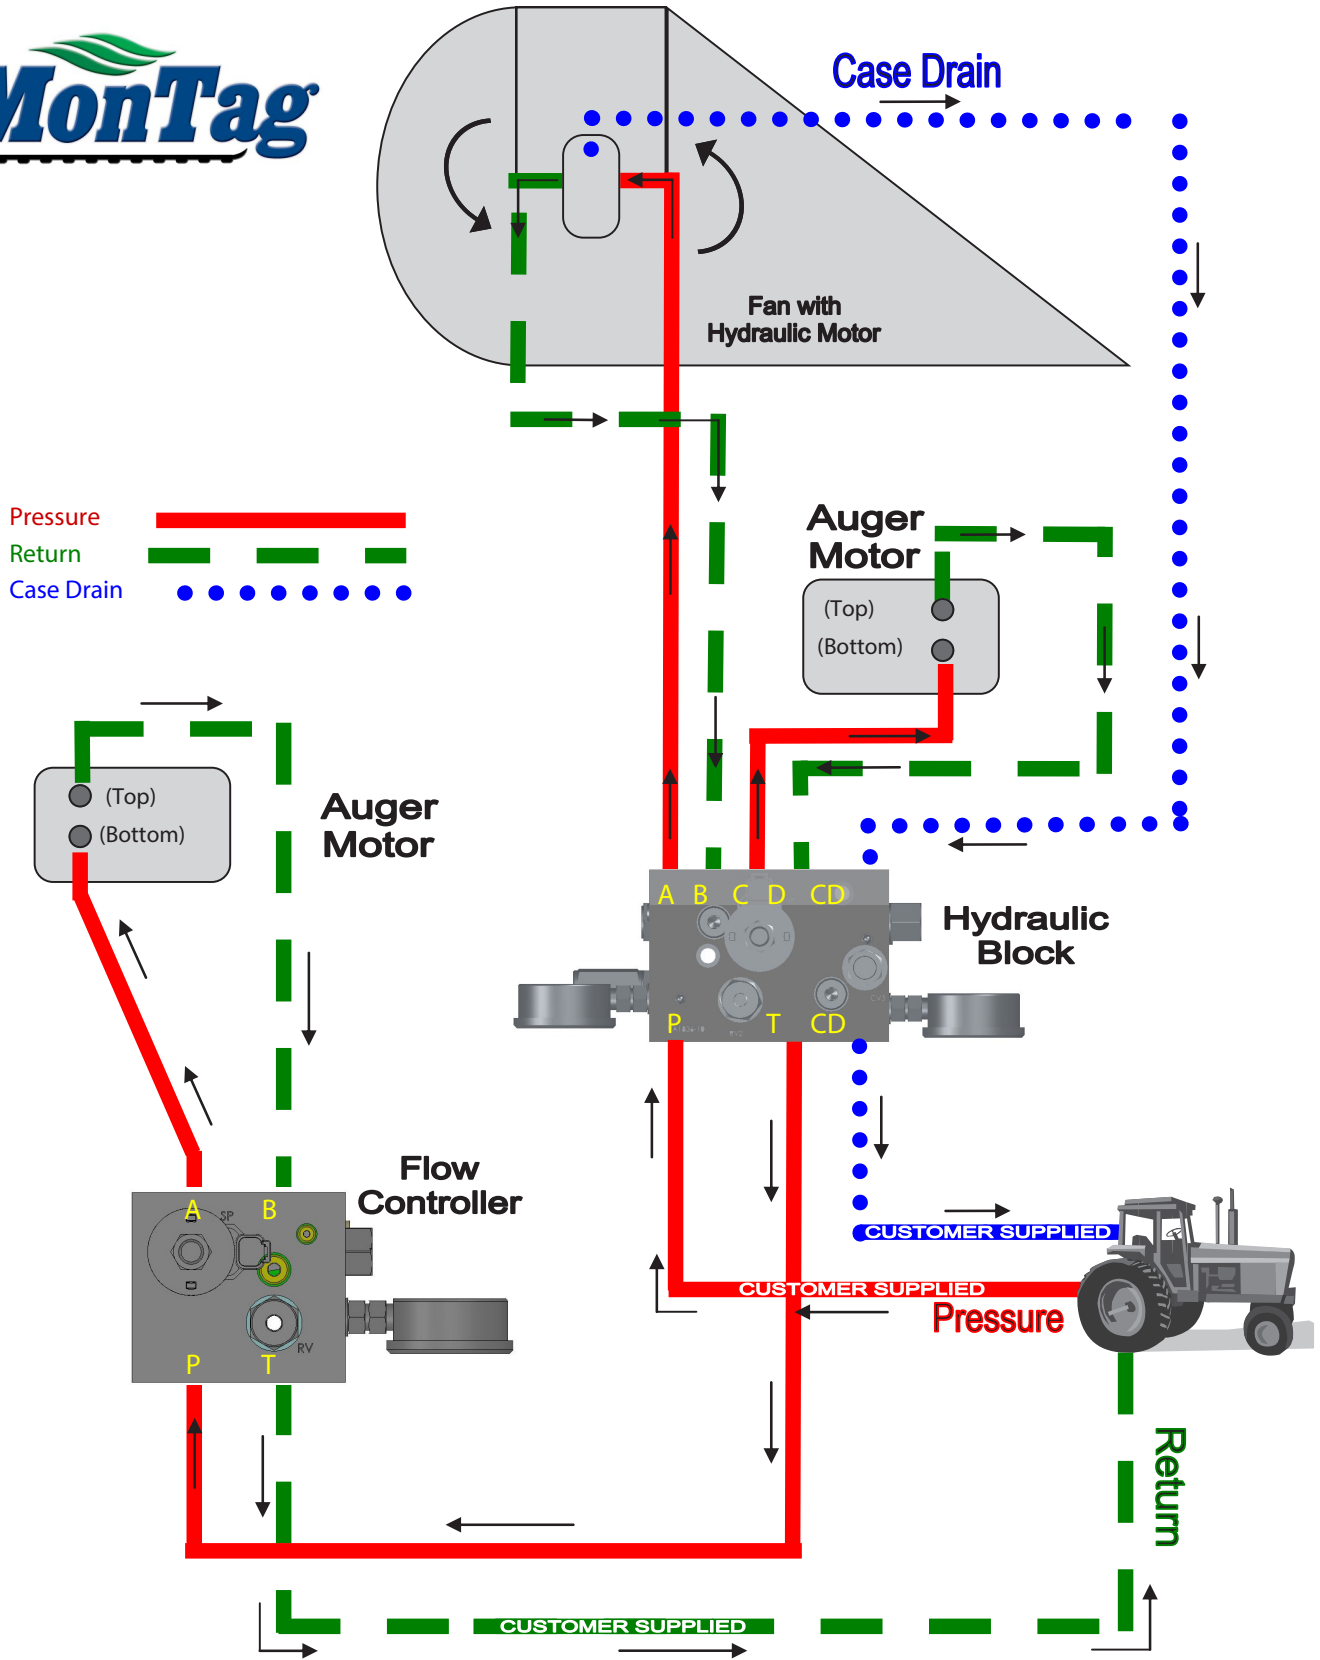 MonTag
Case Drain
Fan with
Hydraulic Motor
Pressure
Return
Case Drain
Auger
Motor
(Top)
(Bottom)
(Top)
(Bottom)
Auger
Motor
A B C D CD
Hydraulic
Block
P T CD
RV2
Flow
Controller
A B
SP
CUSTOMER SUPPLIED
CUSTOMER SUPPLIED
Pressure
RV
P T
Return
CUSTOMER SUPPLIED